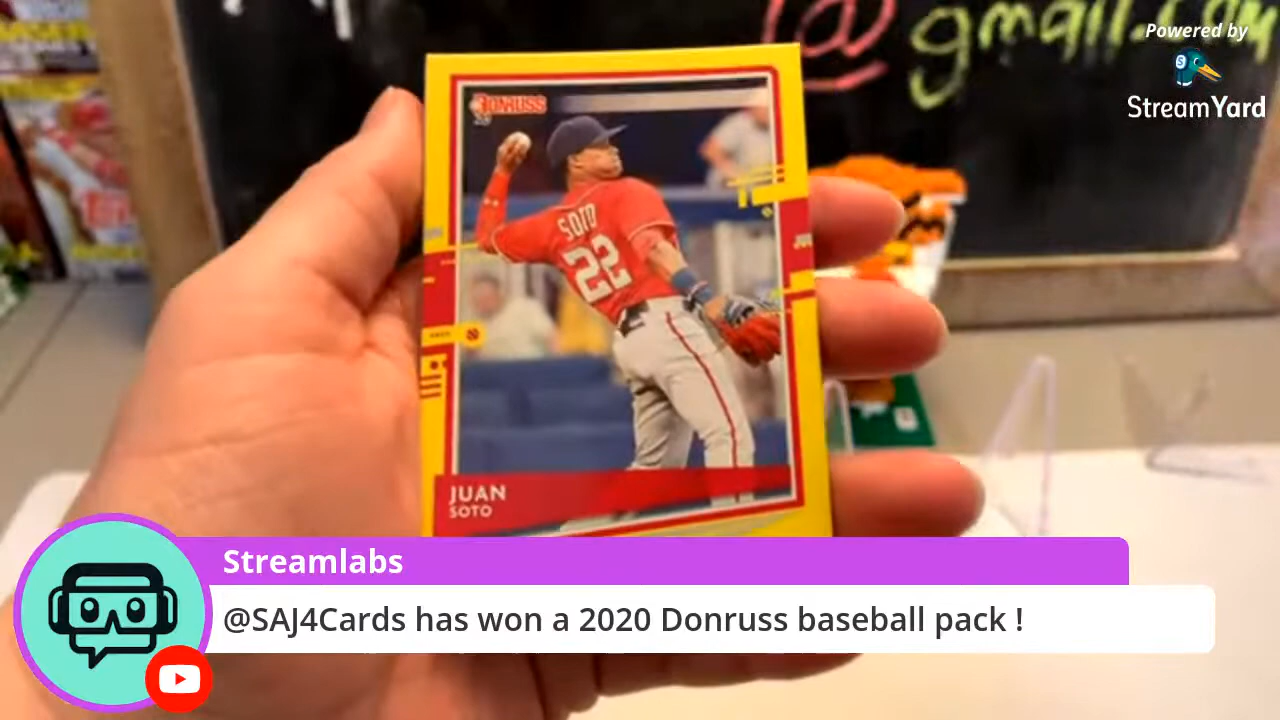 @gmail.com
Powered by
StreamYard
DONRUSS
SOTO
22
JUAN
SOTO
Streamlabs
@SAJ4Cards has won a 2020 Donruss baseball pack !